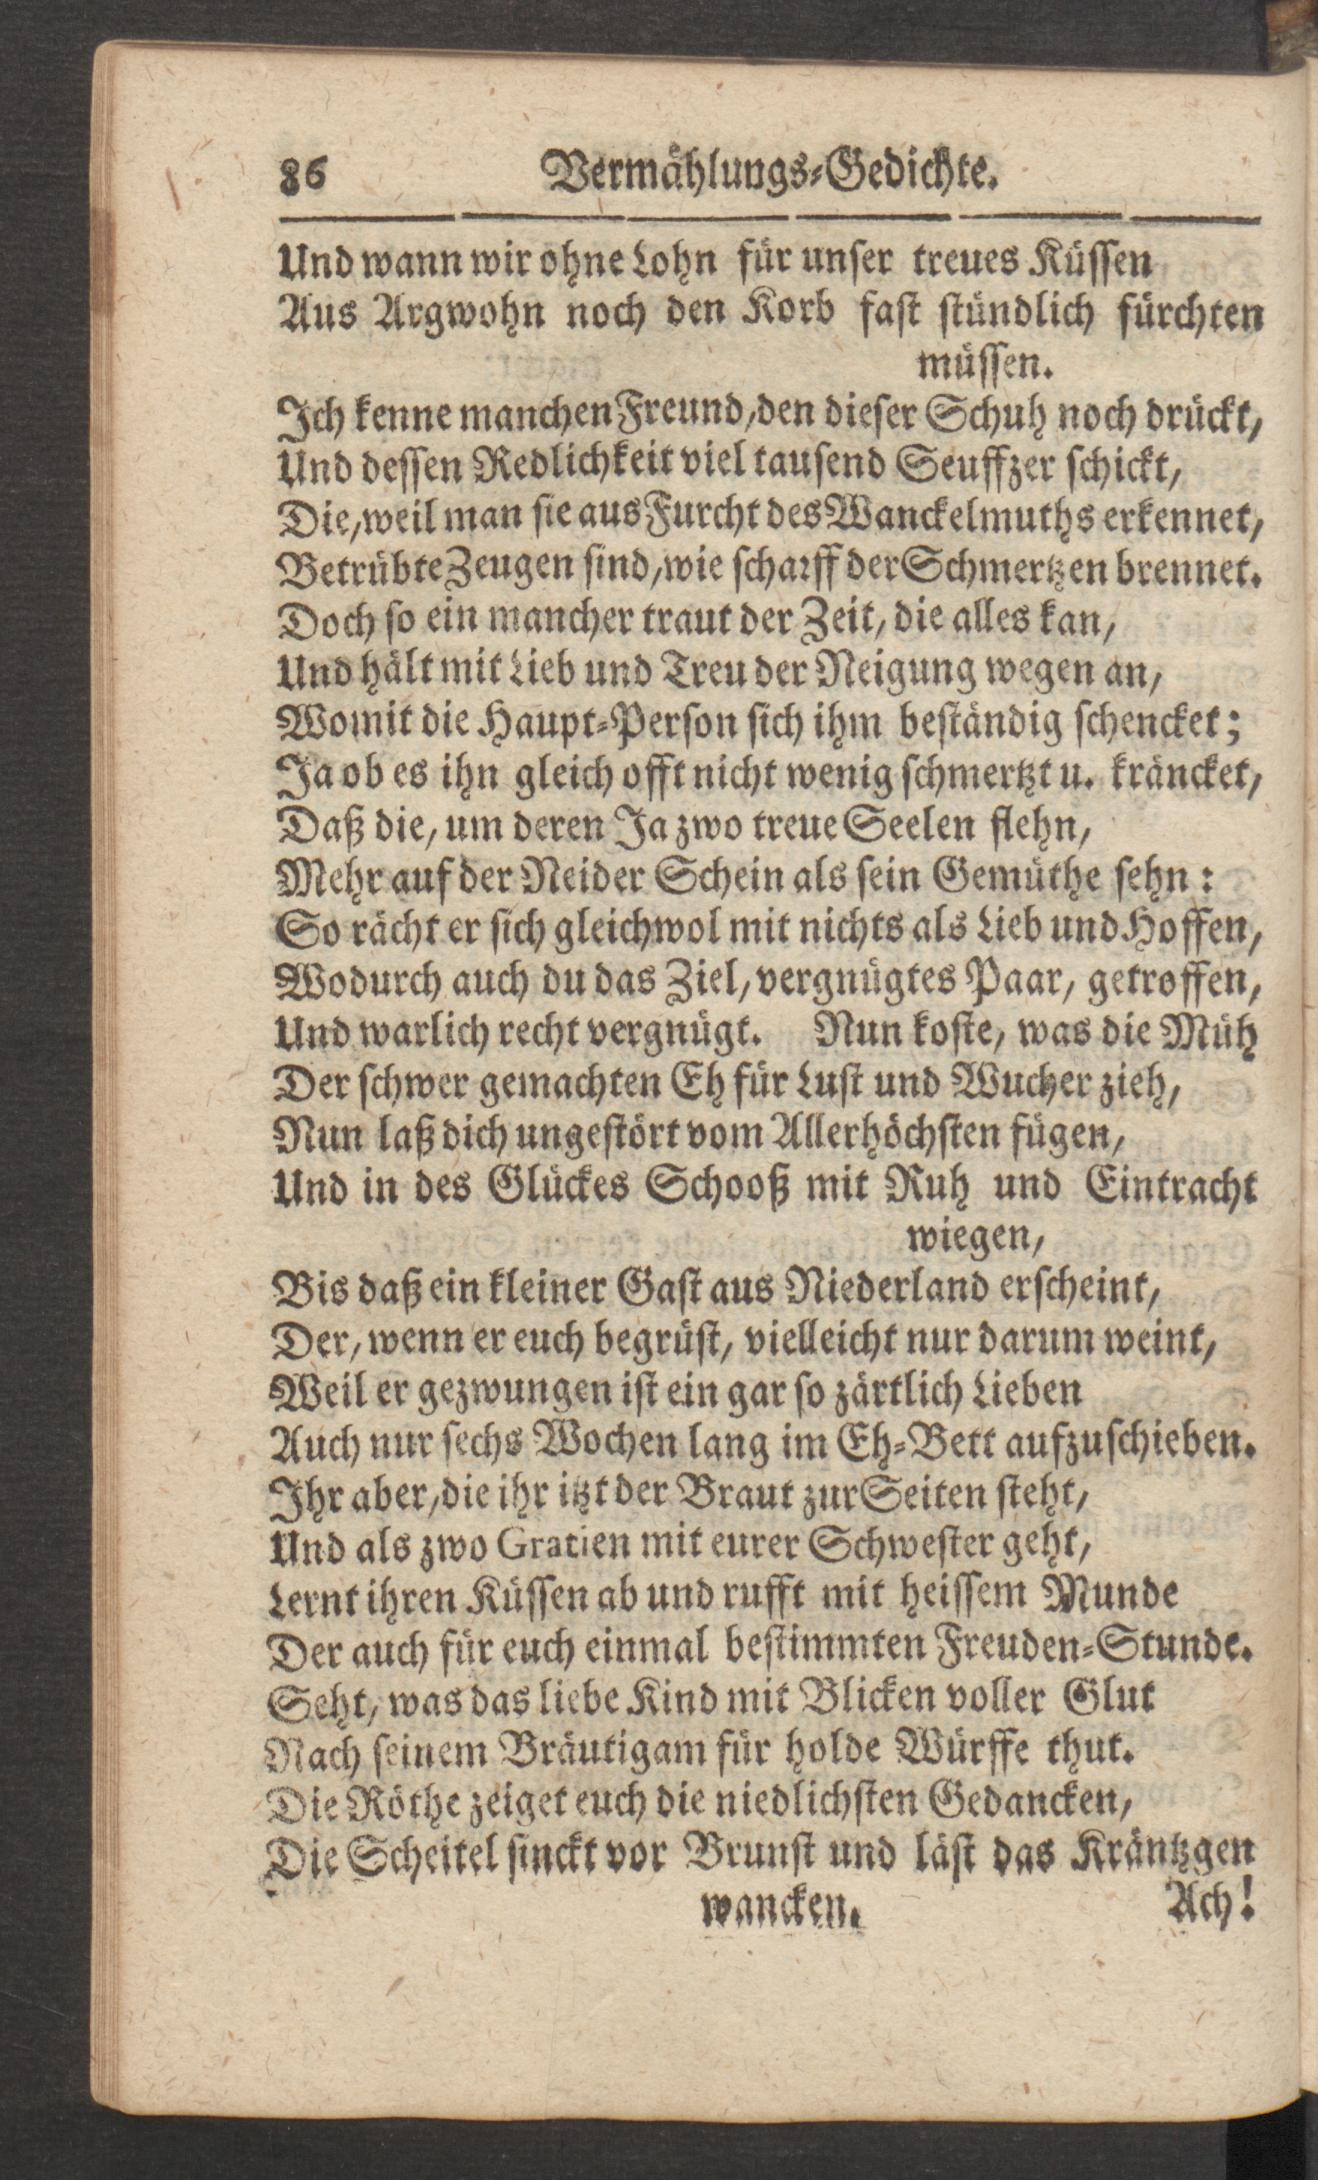 86 Vermählungs-Gedichte.
Und wann wir ohne Lohn für unser treues Küssen
Aus Argwohn noch den Korb fast stündlich fürchten
müssen.
Ich kenne manchen Freund, den dieser Schuh noch drückt,
Und dessen Redlichkeit viel tausend Seuffzer schickt,
Die, weil man sie aus Furcht des Wanckelmuths erkennet,
Betrübte Zeugen sind, wie scharff der Schmertzen brennet.
Doch so ein mancher traut der Zeit, die alles kan,
Und hält mit Lieb und Treu der Neigung wegen an,
Womit die Haupt-Person sich ihm beständig schencket;
Ja ob es ihn gleich offt nicht wenig schmertzt u. kräncket,
Daß die, um deren Ja zwo treue Seelen flehn,
Mehr auf der Neider Schein als sein Gemüthe sehn:
So rächt er sich gleichwol mit nichts als Lieb und Hoffen,
Wodurch auch du das Ziel, vergnügtes Paar, getroffen,
Und warlich recht vergnügt. Nun koste, was die Müh
Der schwer gemachten Eh für Lust und Wucher zieh,
Nun laß dich ungestört vom Allerhöchsten fügen,
Und in des Glückes Schooß mit Ruh und Eintracht
wiegen,
Bis daß ein kleiner Gast aus Niederland erscheint,
Der, wenn er euch begrüst, vielleicht nur darum weint,
Weil er gezwungen ist ein gar so zärtlich Lieben
Auch nur sechs Wochen lang im Eh-Bett aufzuschieben.
Ihr aber, die ihr itzt der Braut zur Seiten steht,
Und als zwo Gratien mit eurer Schwester geht,
Lernt ihren Küssen ab und rufft mit heissem Munde
Der auch für euch einmal bestimmten Freuden-Stunde.
Seht, was das liebe Kind mit Blicken voller Glut
Nach seinem Bräutigam für holde Würffe thut.
Die Röthe zeiget euch die niedlichsten Gedancken,
Die Scheitel sinckt vor Brunst und läst das Kräntzgen
wancken. Ach!